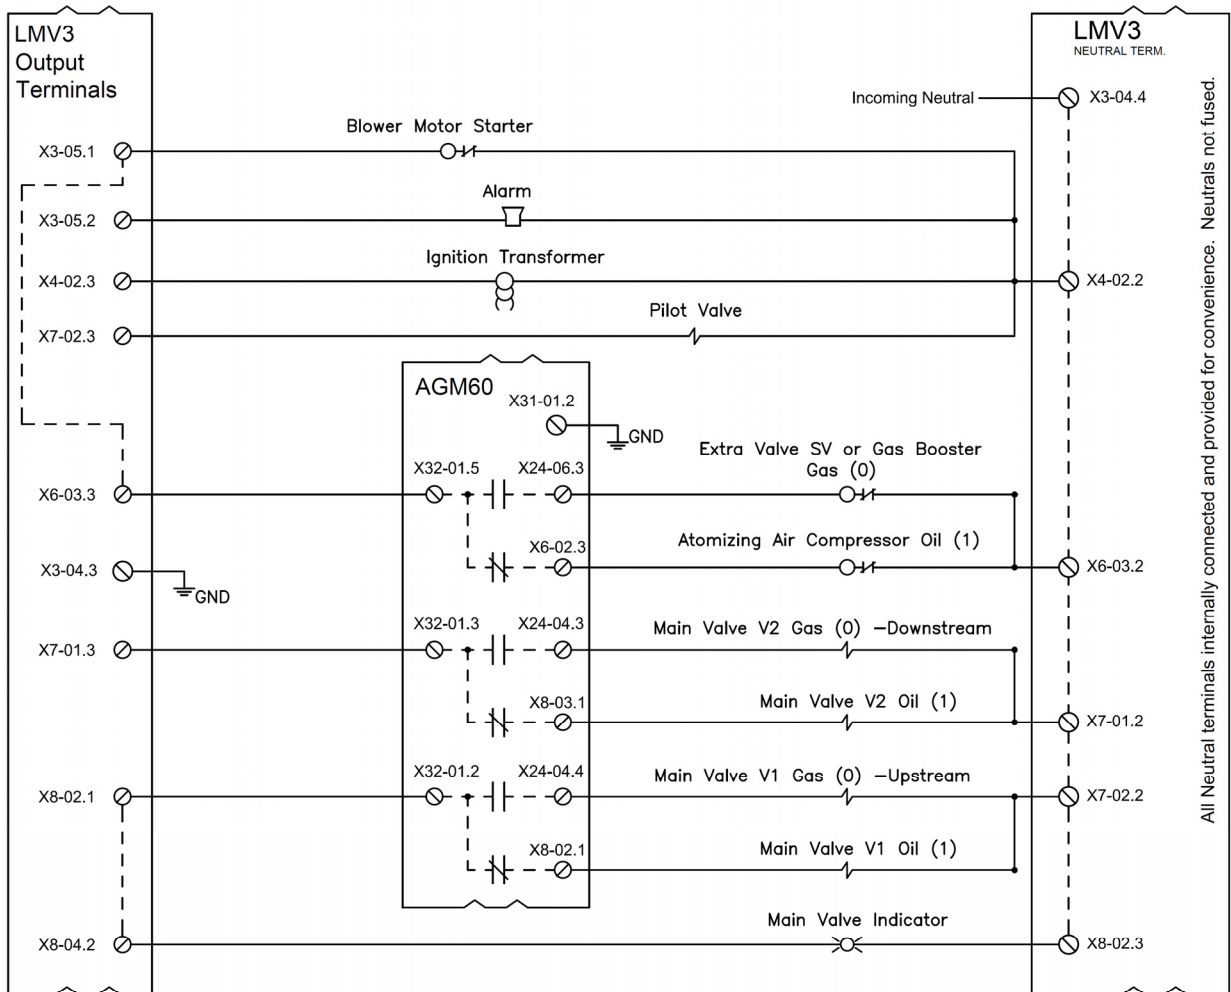 LMV3
Output
Terminals
LMV3
NEUTRAL TERM.
Incoming Neutral
X3-04.4
Blower Motor Starter
X3-05.1
Alarm
X3-05.2
Ignition Transformer
X4-02.3
X4-02.2
Pilot Valve
X7-02.3
AGM60
X31-01.2
GND
Extra Valve SV or Gas Booster
Gas (0)
X32-01.5
X24-06.3
X6-03.3
Atomizing Air Compressor Oil (1)
X6-02.3
X6-03.2
X3-04.3
GND
X32-01.3
X24-04.3
Main Valve V2 Gas (0) -Downstream
X7-01.3
Main Valve V2 Oil (1)
X8-03.1
X7-01.2
X32-01.2
X24-04.4
Main Valve V1 Gas (0) -Upstream
X8-02.1
X7-02.2
Main Valve V1 Oil (1)
X8-02.1
Main Valve Indicator
X8-04.2
X8-02.3
All Neutral terminals internally connected and provided for convenience. Neutrals not fused.